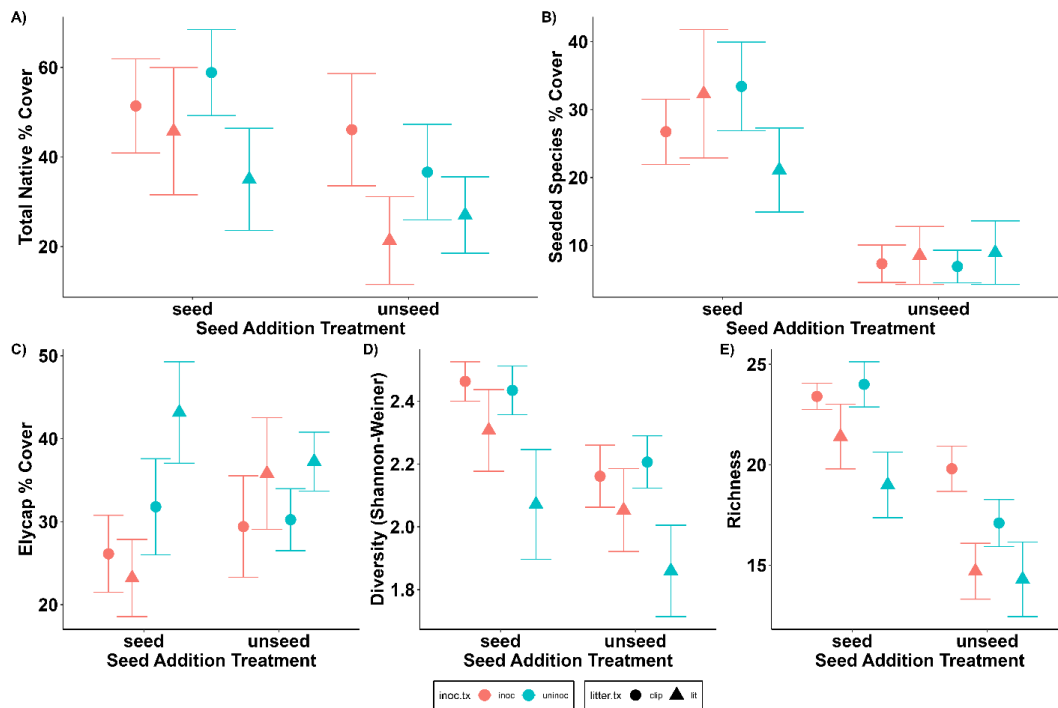 A)
Total Native % Cover
60
40
20
seed
unseed
Seed Addition Treatment
B)
Seeded Species % Cover
40
30
20
10
seed
unseed
Seed Addition Treatment
C)
Elycap % Cover
50
40
30
20
seed
unseed
Seed Addition Treatment
D)
Diversity (Shannon-Weiner)
2.4
2.2
2.0
1.8
seed
unseed
Seed Addition Treatment
E)
Richness
25
20
15
seed
unseed
Seed Addition Treatment
inoc.tx inoc uninoc
litter.tx clip lit